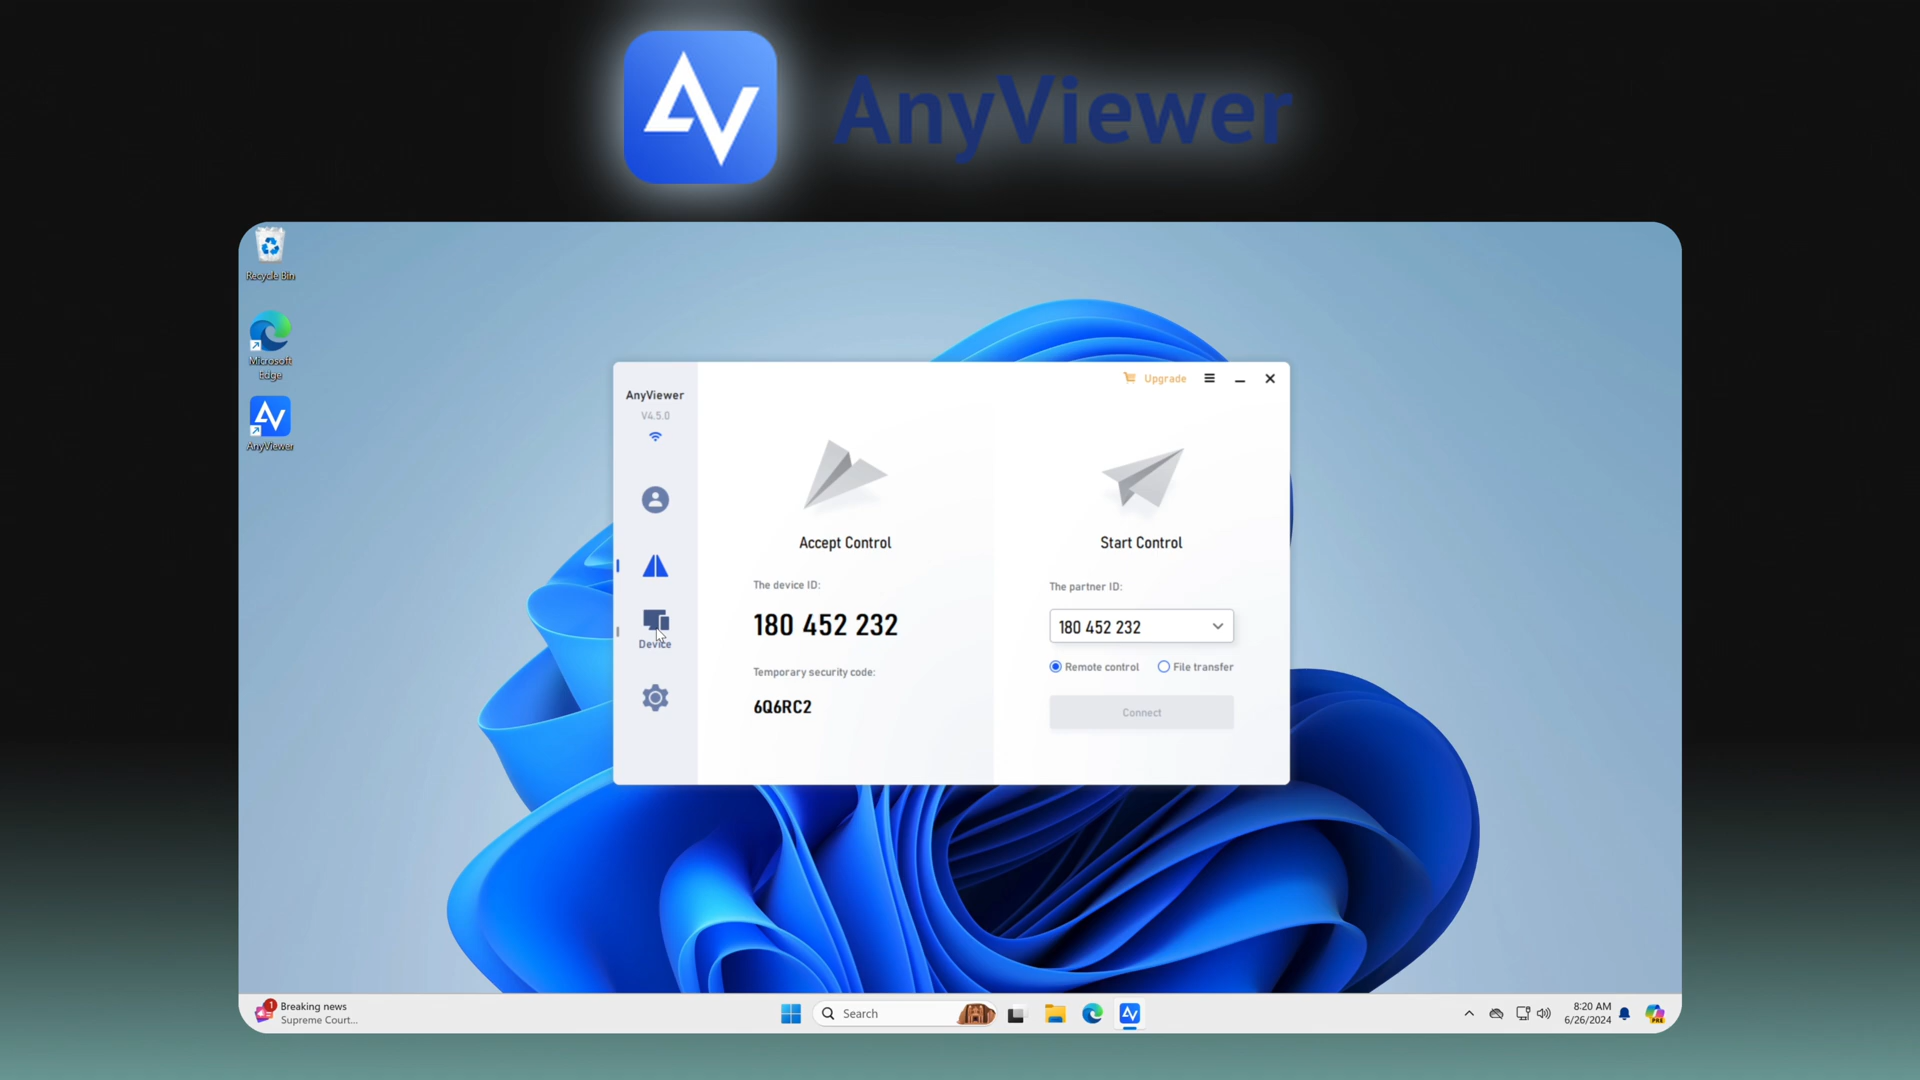 AnyViewer
Recycle Bin
Microsoft
Edge
AnyViewer
AnyViewer
V4.5.0
Upgrade
Device
Accept Control
The device ID:
180 452 232
Temporary security code:
6Q6RC2
Start Control
The partner ID:
180 452 232
Remote control
File transfer
Connect
1
Breaking news
Supreme Court...
Search
8:20 AM
6/26/2024
PRE